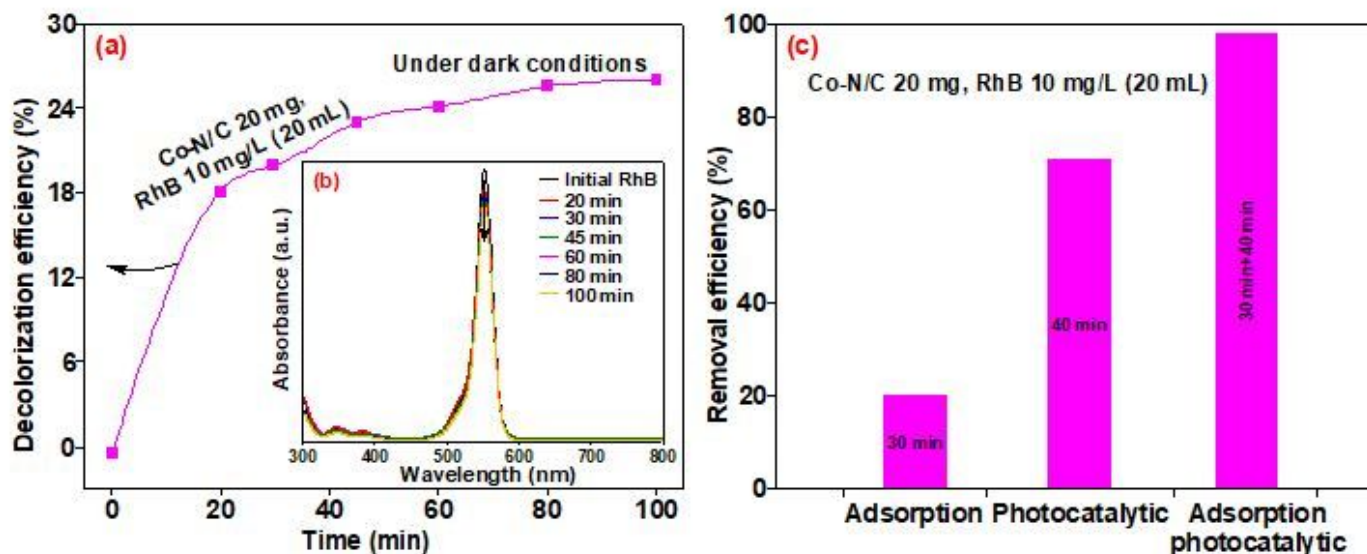 (a)
Under dark conditions
Co-N/C 20 mg,
RhB 10 mg/L (20 mL)
Decolorization efficiency (%)
30
24
18
12
6
0
0 20 40 60 80 100
Time (min)
(b)
Initial RhB
20 min
30 min
45 min
60 min
80 min
100 min
Absorbance (a.u.)
300 400 500 600 700 800
Wavelength (nm)
(c)
Co-N/C 20 mg, RhB 10 mg/L (20 mL)
Removal efficiency (%)
100
80
60
40
20
0
30 min
40 min
30 min+40 min
Adsorption Photocatalytic Adsorption
photocatalytic